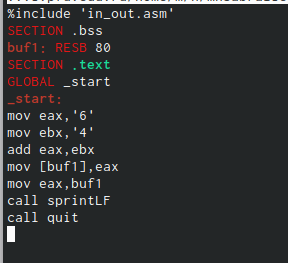 %include 'in_out.asm'
SECTION .bss
buf1: RESB 80
SECTION .text
GLOBAL _start
_start:
mov eax,'6'
mov ebx,'4'
add eax,ebx
mov [buf1],eax
mov eax,buf1
call sprintLF
call quit